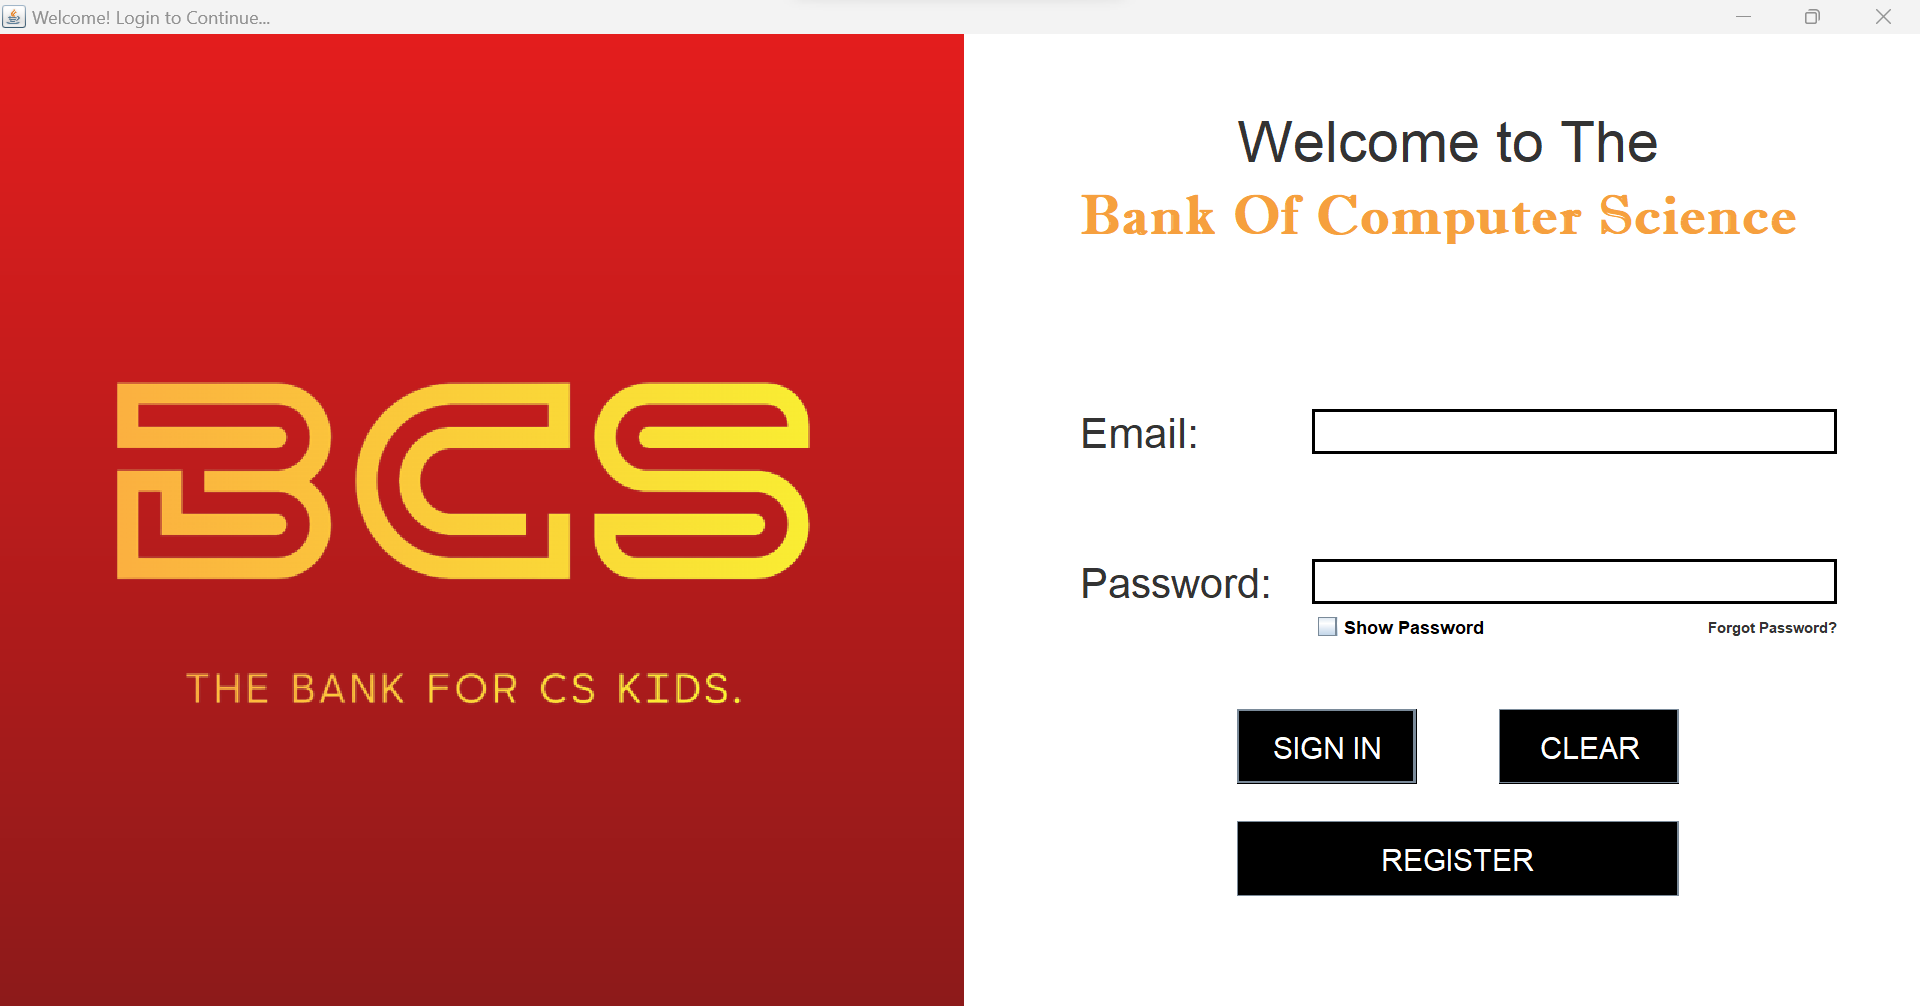 Welcome! Login to Continue...
BCS
THE BANK FOR CS KIDS.
Welcome to The
Bank Of Computer Science
Email:
Password:
Show Password
Forgot Password?
SIGN IN
CLEAR
REGISTER